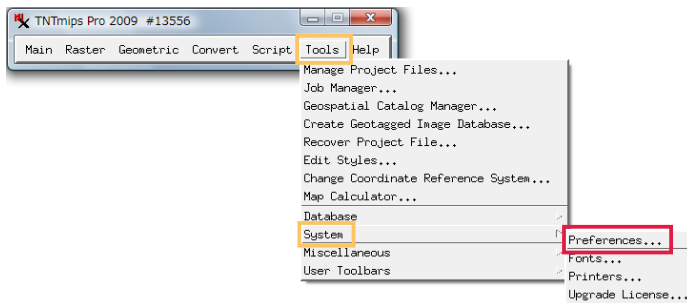 TNTmips Pro 2009 #13556
Main Raster Geometric Convert Script Tools Help
Manage Project Files...
Job Manager...
Geospatial Catalog Manager...
Create Geotagged Image Database...
Recover Project File...
Edit Styles...
Change Coordinate Reference System...
Map Calculator...
Database
System
Miscellaneous
User Toolbars
Preferences...
Fonts...
Printers...
Upgrade License...